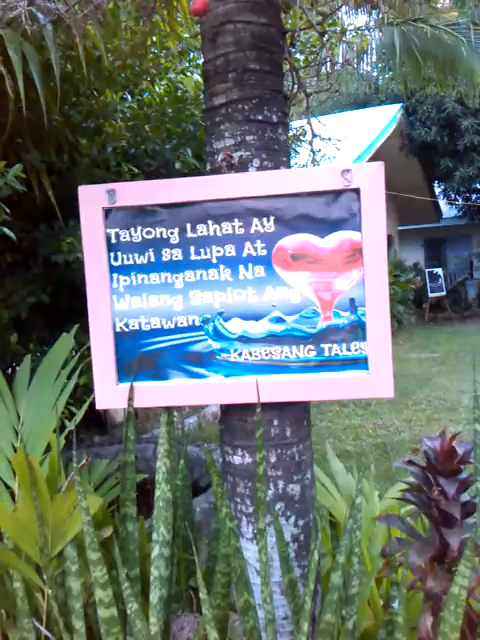 Tayong Lahat Ay
Uuwi sa Lupa At
Ipinanganak Na
Walang Saplot Ang
Katawan.
-KABESANG TALES